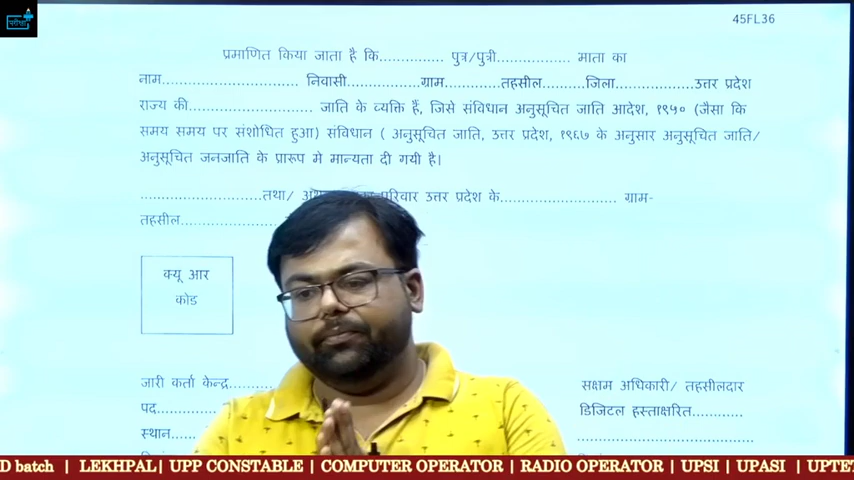 परीक्षा
45FL36
प्रमाणित किया जाता है कि.............. पुत्र/पुत्री................ माता का
नाम.............................. निवासी......................ग्राम................तहसील..........जिला.................उत्तर प्रदेश
राज्य की........................... जाति के व्यक्ति हैं, जिसे संविधान अनुसूचित जाति आदेश, १९५० (जैसा कि
समय समय पर संशोधित हुआ) संविधान ( अनुसूचित जाति, उत्तर प्रदेश, १९६७ के अनुसार अनुसूचित जाति/
अनुसूचित जनजाति के प्रारूप मे मान्यता दी गयी है।
...........................तथा/ परिवार उत्तर प्रदेश के.......................... ग्राम-
तहसील......................
क्यू आर
कोड
जारी कर्ता केन्द्र..........
पद................
स्थान.....
सक्षम अधिकारी/ तहसीलदार
डिजिटल हस्ताक्षरित............
D batch | LEKHPAL| UPP CONSTABLE | COMPUTER OPERATOR | RADIO OPERATOR | UPSI | UPASI | UPTE